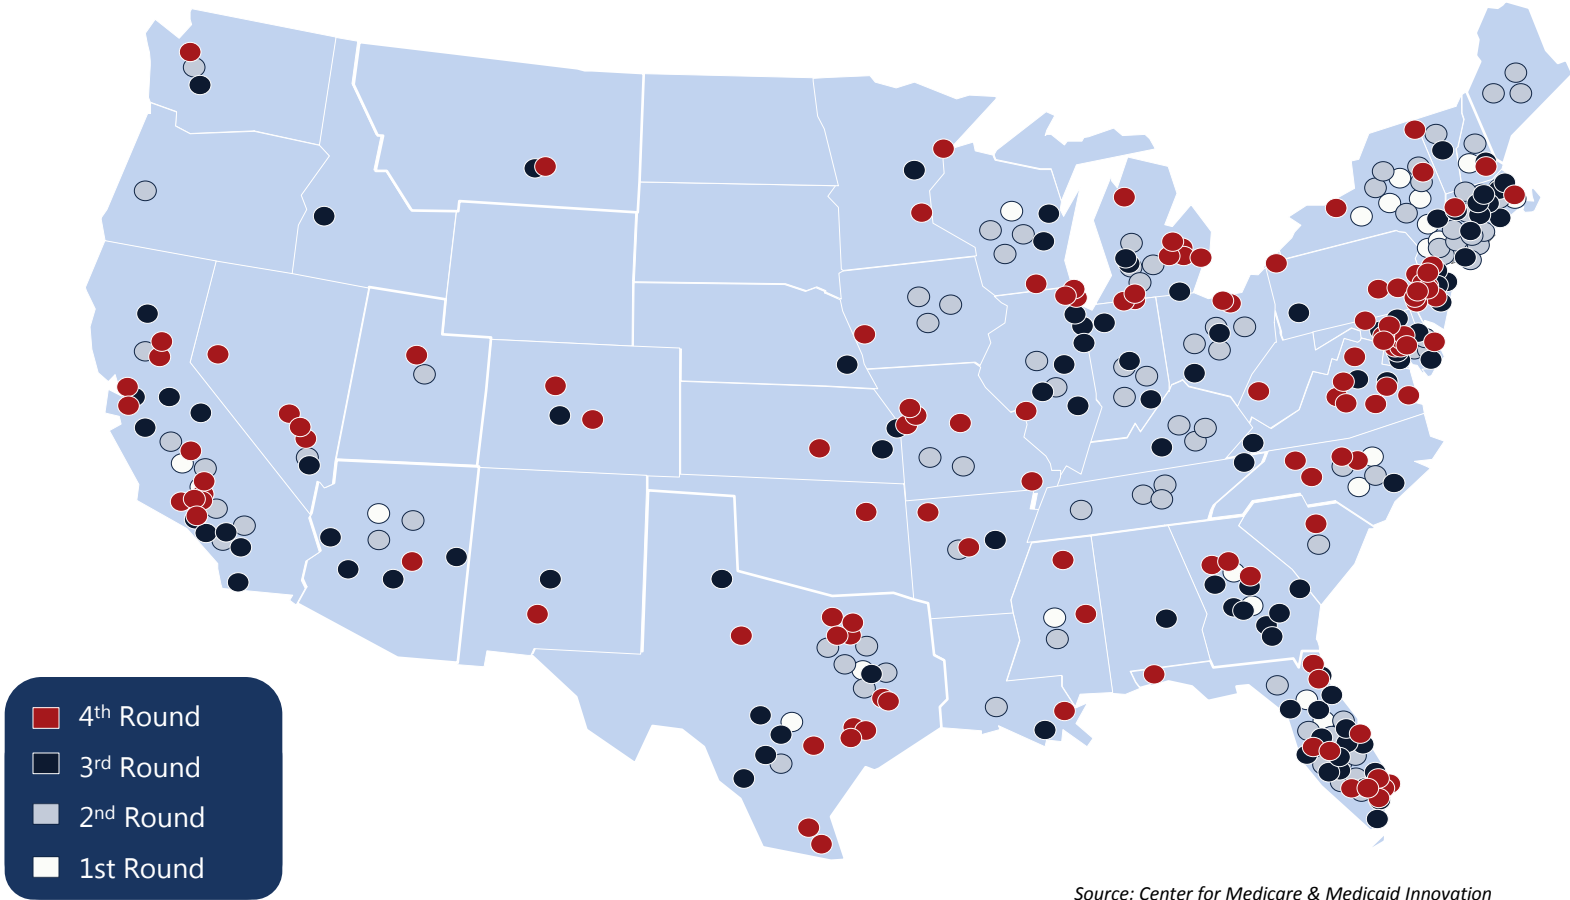 4th Round
3rd Round
2nd Round
1st Round
Source: Center for Medicare & Medicaid Innovation